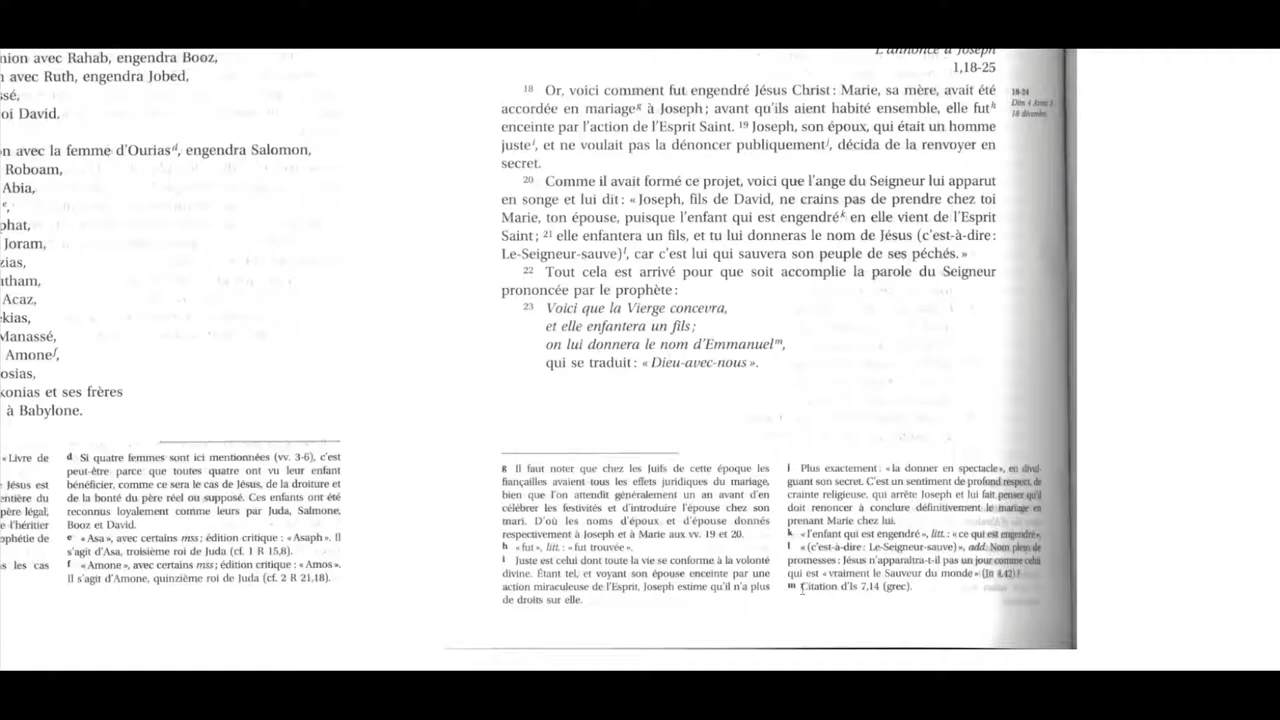 nion avec Rahab, engendra Booz,
n avec Ruth, engendra Jobed,
ssé,
oi David.
n avec la femme d'Ouriasᵈ, engendra Salomon,
Roboam,
Abia,
ᵉ,
phat,
Joram,
zias,
atham,
Acaz,
kias,
Manassé,
Amoneᶠ,
osias,
konias et ses frères
à Babylone.
« Livre de
Jésus est
entière du
père légal,
e l'héritier
ophétie de
s les cas
d Si quatre femmes sont ici mentionnées (vv. 3-6), c'est
peut-être parce que toutes quatre ont vu leur enfant
bénéficier, comme ce sera le cas de Jésus, de la droiture et
de la bonté du père réel ou supposé. Ces enfants ont été
reconnus loyalement comme leurs par Juda, Salmone,
Booz et David.
e « Asa », avec certains mss ; édition critique : « Asaph ». Il
s'agit d'Asa, troisième roi de Juda (cf. 1 R 15,8).
f « Amone », avec certains mss ; édition critique : « Amos ».
Il s'agit d'Amone, quinzième roi de Juda (cf. 2 R 21,18).
L'annonce à Joseph
1,18-25
18 Or, voici comment fut engendré Jésus Christ : Marie, sa mère, avait été
accordée en mariageᵍ à Joseph ; avant qu'ils aient habité ensemble, elle futʰ
enceinte par l'action de l'Esprit Saint. 19 Joseph, son époux, qui était un homme
justeⁱ, et ne voulait pas la dénoncer publiquementʲ, décida de la renvoyer en
secret.
20 Comme il avait formé ce projet, voici que l'ange du Seigneur lui apparut
en songe et lui dit : « Joseph, fils de David, ne crains pas de prendre chez toi
Marie, ton épouse, puisque l'enfant qui est engendréᵏ en elle vient de l'Esprit
Saint ; 21 elle enfantera un fils, et tu lui donneras le nom de Jésus (c'est-à-dire :
Le-Seigneur-sauve)ˡ, car c'est lui qui sauvera son peuple de ses péchés. »
22 Tout cela est arrivé pour que soit accomplie la parole du Seigneur
prononcée par le prophète :
23 Voici que la Vierge concevra,
et elle enfantera un fils ;
on lui donnera le nom d'Emmanuelᵐ,
qui se traduit : « Dieu-avec-nous ».
18-24
Dim 4 Avent
18 décembre
g Il faut noter que chez les Juifs de cette époque les
fiançailles avaient tous les effets juridiques du mariage,
bien que l'on attendit généralement un an avant d'en
célébrer les festivités et d'introduire l'épouse chez son
mari. D'où les noms d'époux et d'épouse donnés
respectivement à Joseph et à Marie aux vv. 19 et 20.
h « fut », litt. : « fut trouvée ».
i Juste est celui dont toute la vie se conforme à la volonté
divine. Étant tel, et voyant son épouse enceinte par une
action miraculeuse de l'Esprit, Joseph estime qu'il n'a plus
de droits sur elle.
j Plus exactement : « la donner en spectacle », en divul-
guant son secret. C'est un sentiment de profond respect, de
crainte religieuse, qui arrête Joseph et lui fait penser qu'il
doit renoncer à conclure définitivement le mariage en
prenant Marie chez lui.
k « l'enfant qui est engendré », litt. : « ce qui est engendré ».
l « (c'est-à-dire : Le-Seigneur-sauve) », add. Nom plein de
promesses : Jésus n'apparaîtra-t-il pas un jour comme celui
qui est « vraiment le Sauveur du monde » (Jn 4,42) ?
m Citation d'Is 7,14 (grec).